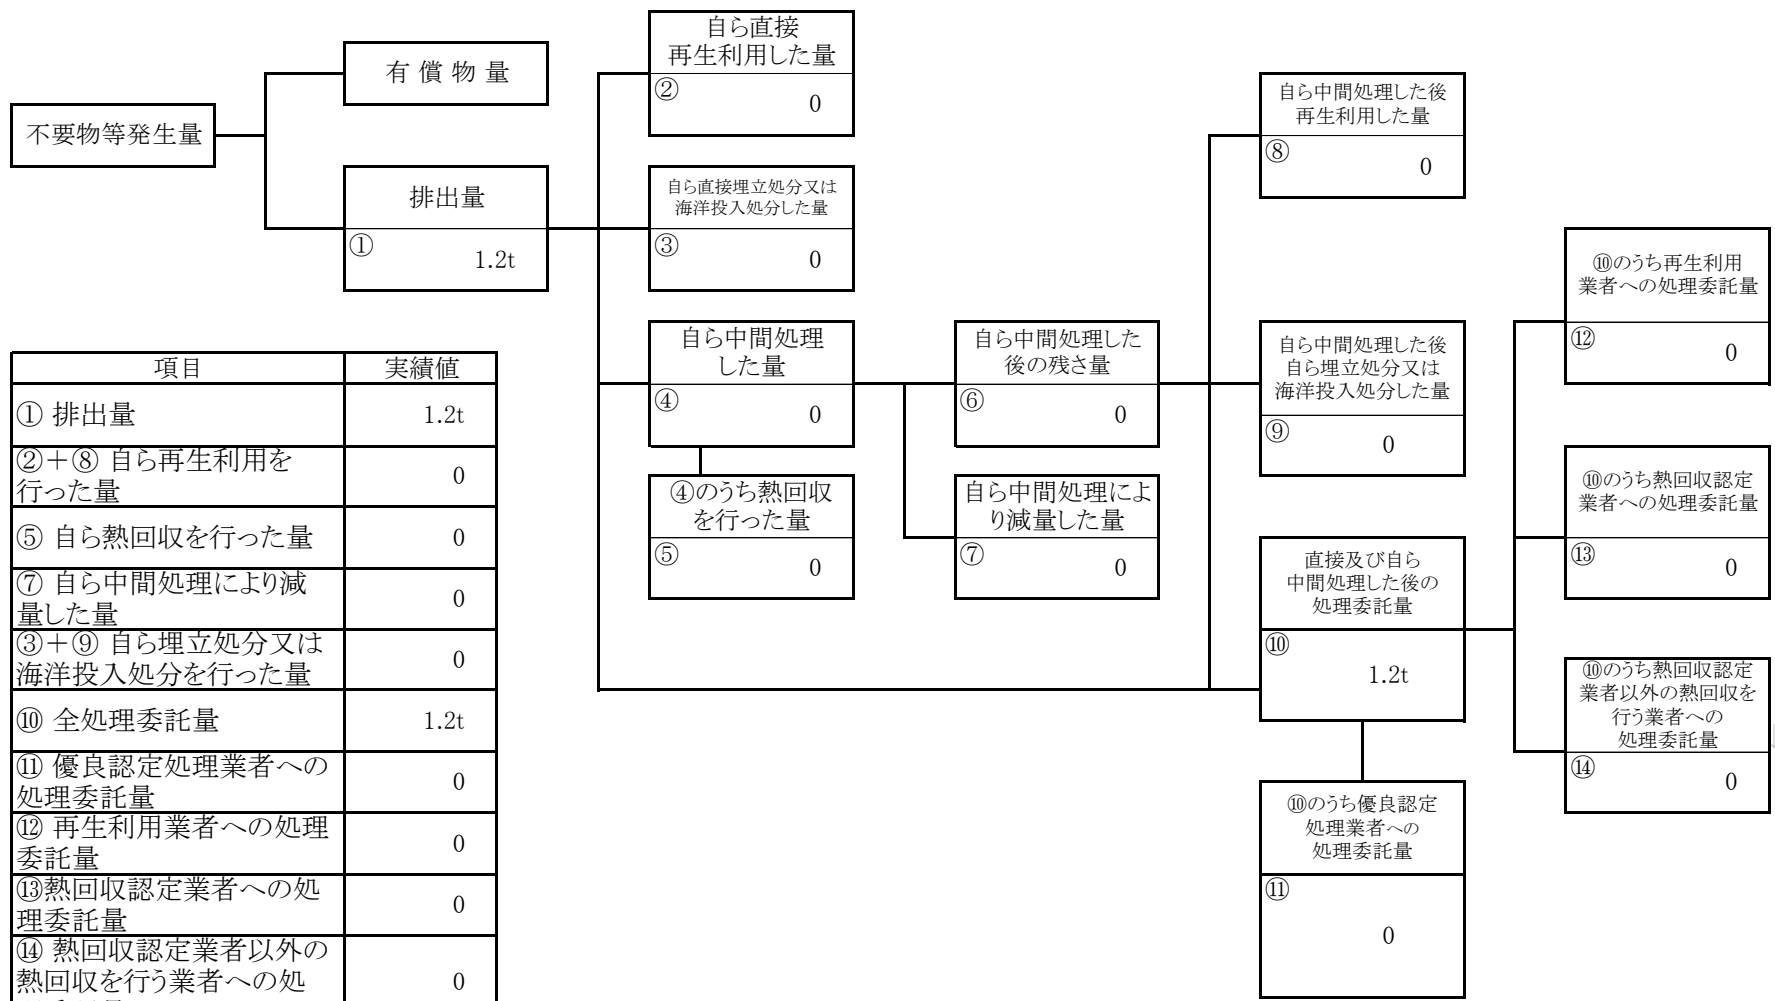 不要物等発生量
有償物量
排出量
①
1.2t
自ら直接
再生利用した量
②
0
自ら直接埋立処分又は
海洋投入処分した量
③
0
自ら中間処理
した量
④
0
④のうち熱回収
を行った量
⑤
0
自ら中間処理した
後の残さ量
⑥
0
自ら中間処理によ
り減量した量
⑦
0
自ら中間処理した後
再生利用した量
⑧
0
自ら中間処理した後
自ら埋立処分又は
海洋投入処分した量
⑨
0
直接及び自ら
中間処理した後の
処理委託量
⑩
1.2t
⑩のうち優良認定
処理業者への
処理委託量
⑪
0
⑩のうち再生利用
業者への処理委託量
⑫
0
⑩のうち熱回収認定
業者への処理委託量
⑬
0
⑩のうち熱回収認定
業者以外の熱回収を
行う業者への
処理委託量
⑭
0
項目 実績値
① 排出量 1.2t
②+⑧ 自ら再生利用を
行った量 0
⑤ 自ら熱回収を行った量 0
⑦ 自ら中間処理により減
量した量 0
③+⑨ 自ら埋立処分又は
海洋投入処分を行った量 0
⑩ 全処理委託量 1.2t
⑪ 優良認定処理業者への
処理委託量 0
⑫ 再生利用業者への処理
委託量 0
⑬熱回収認定業者への処
理委託量 0
⑭ 熱回収認定業者以外の
熱回収を行う業者への処 0